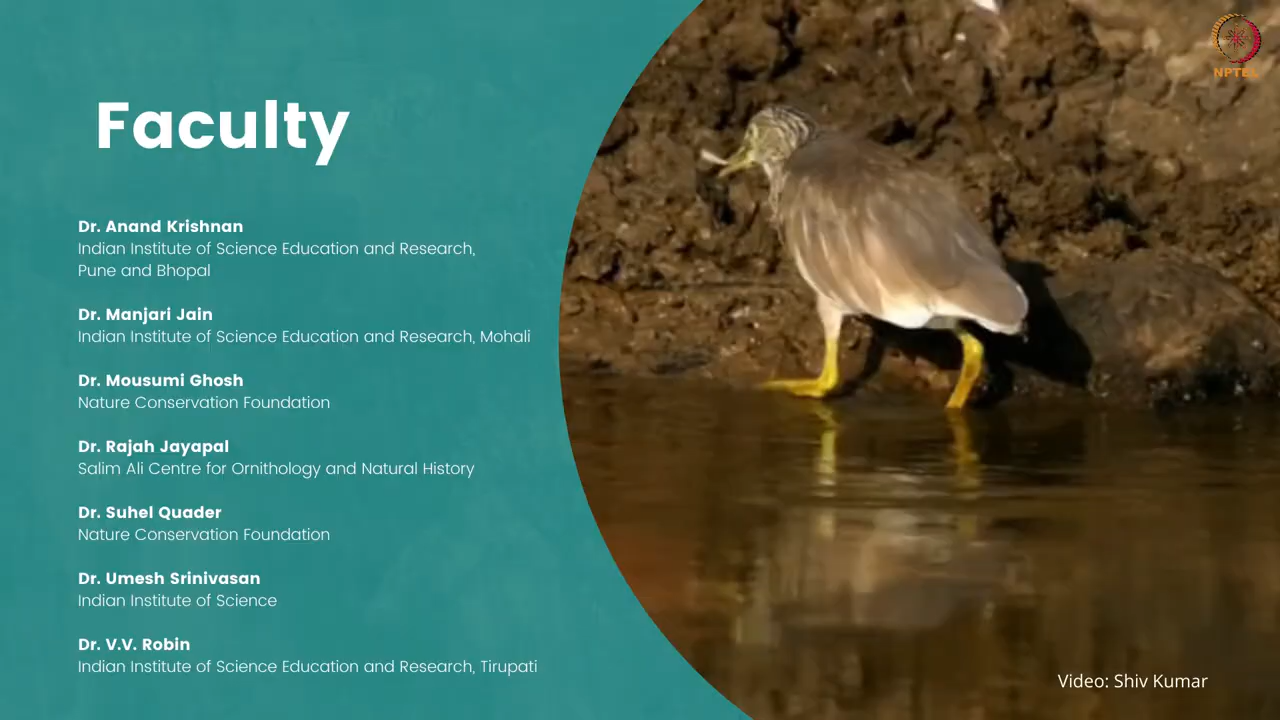 NPTEL
Faculty
Dr. Anand Krishnan
Indian Institute of Science Education and Research,
Pune and Bhopal
Dr. Manjari Jain
Indian Institute of Science Education and Research, Mohali
Dr. Mousumi Ghosh
Nature Conservation Foundation
Dr. Rajah Jayapal
Salim Ali Centre for Ornithology and Natural History
Dr. Suhel Quader
Nature Conservation Foundation
Dr. Umesh Srinivasan
Indian Institute of Science
Dr. V.V. Robin
Indian Institute of Science Education and Research, Tirupati
Video: Shiv Kumar